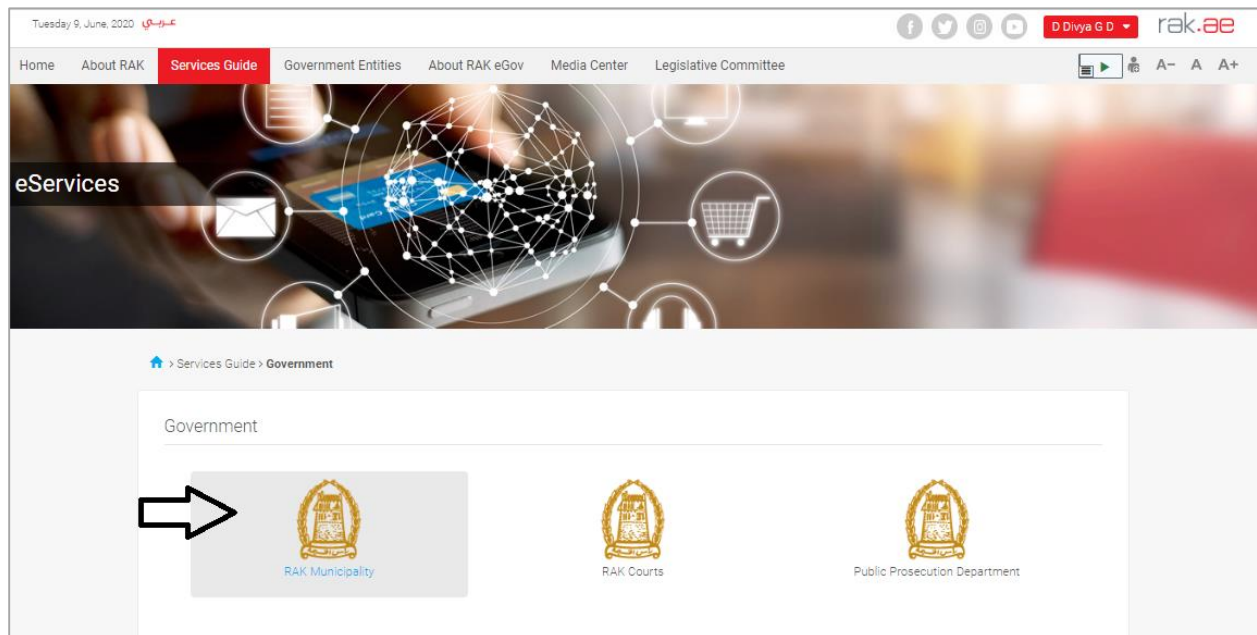 Tuesday 9, June, 2020 عربي
D Divya G D
rak.ae
Home About RAK Services Guide Government Entities About RAK eGov Media Center Legislative Committee
A- A A+
eServices
> Services Guide > Government
Government
RAK Municipality RAK Courts Public Prosecution Department